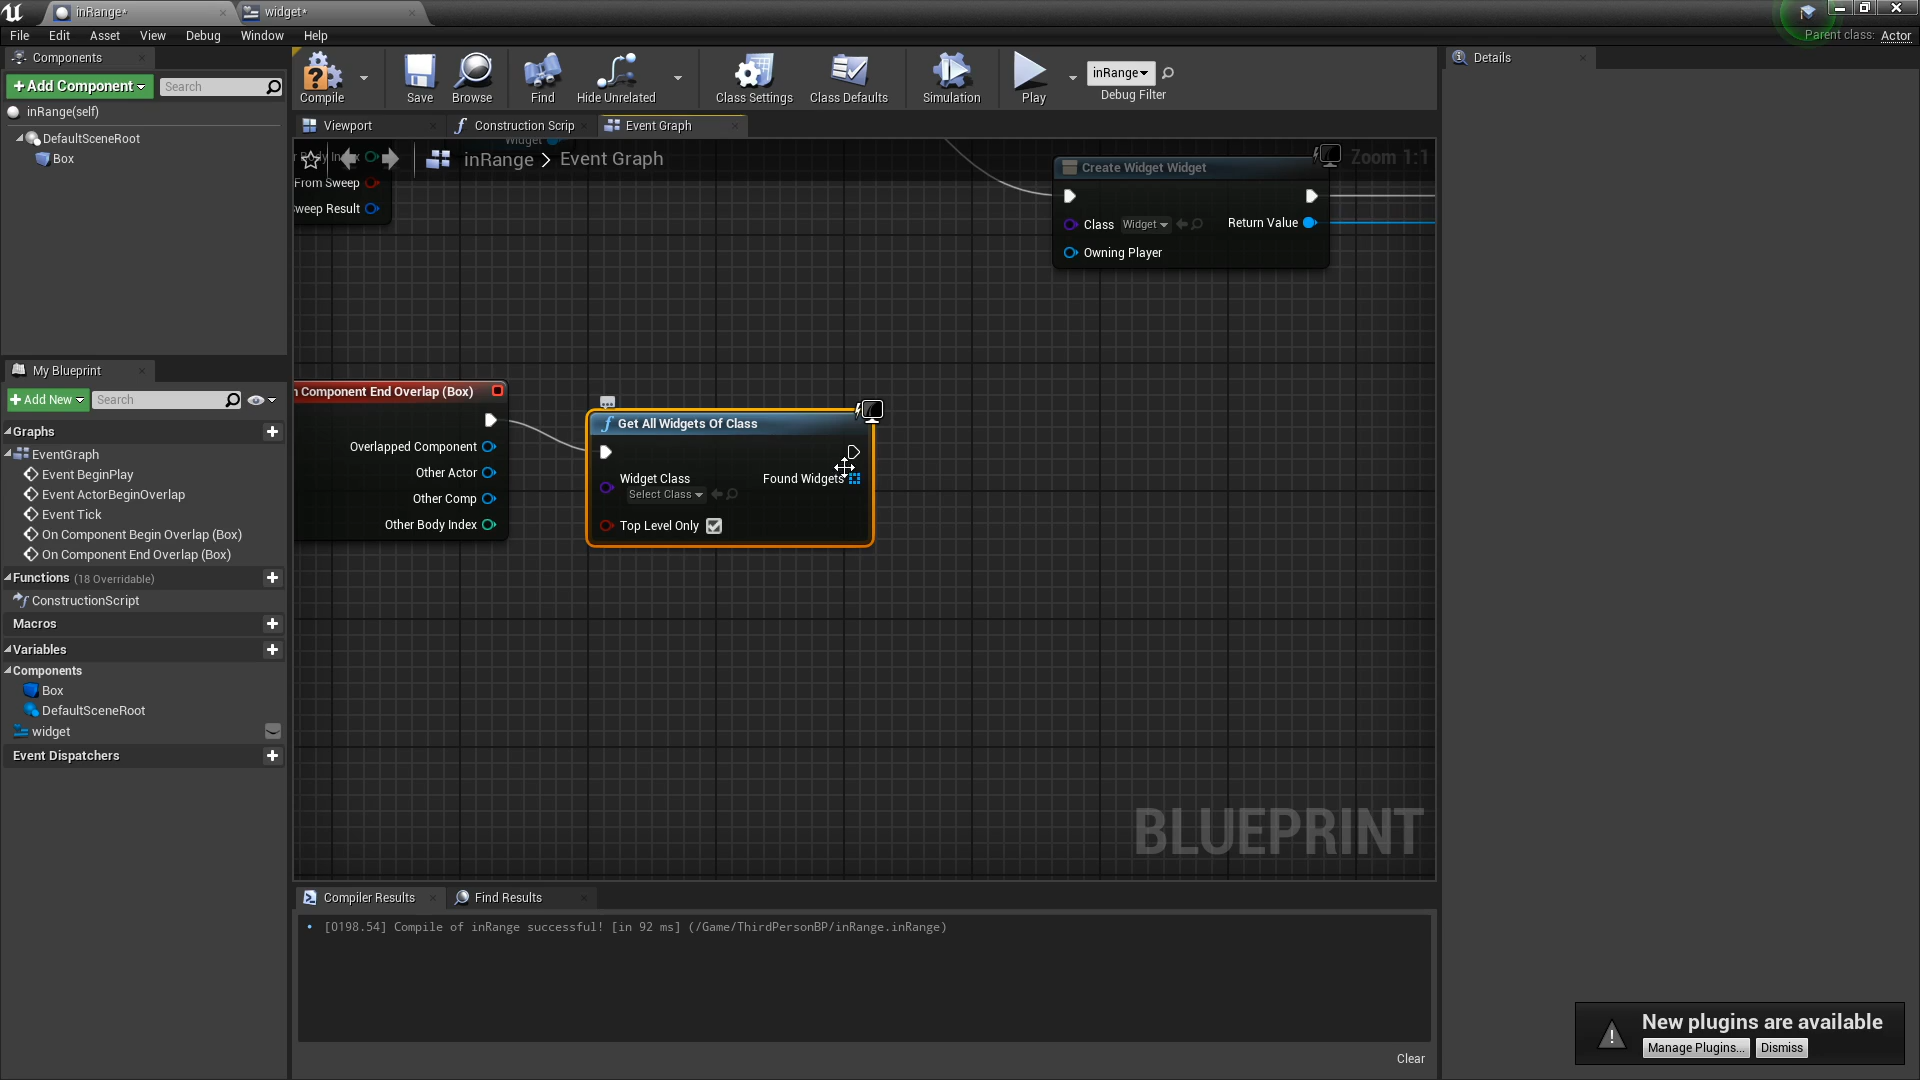 inRange*
widget*
File Edit Asset View Debug Window Help
Parent class: Actor
Components
+Add Component
Search
inRange(self)
DefaultSceneRoot
Box
Compile
Save
Browse
Find
Hide Unrelated
Class Settings
Class Defaults
Simulation
Play
inRange
Debug Filter
Details
Viewport
Construction Scrip
Event Graph
inRange > Event Graph
Zoom 1:1
Widget
From Sweep
weep Result
Create Widget Widget
Class Widget
Return Value
Owning Player
My Blueprint
+Add New
Search
Graphs
EventGraph
Event BeginPlay
Event ActorBeginOverlap
Event Tick
On Component Begin Overlap (Box)
On Component End Overlap (Box)
Functions (18 Overridable)
ConstructionScript
Macros
Variables
Components
Box
DefaultSceneRoot
widget
Event Dispatchers
n Component End Overlap (Box)
Overlapped Component
Other Actor
Other Comp
Other Body Index
Get All Widgets Of Class
Widget Class
Select Class
Found Widgets
Top Level Only
BLUEPRINT
Compiler Results
Find Results
[0198.54] Compile of inRange successful! [in 92 ms] (/Game/ThirdPersonBP/inRange.inRange)
Clear
New plugins are available
Manage Plugins...
Dismiss